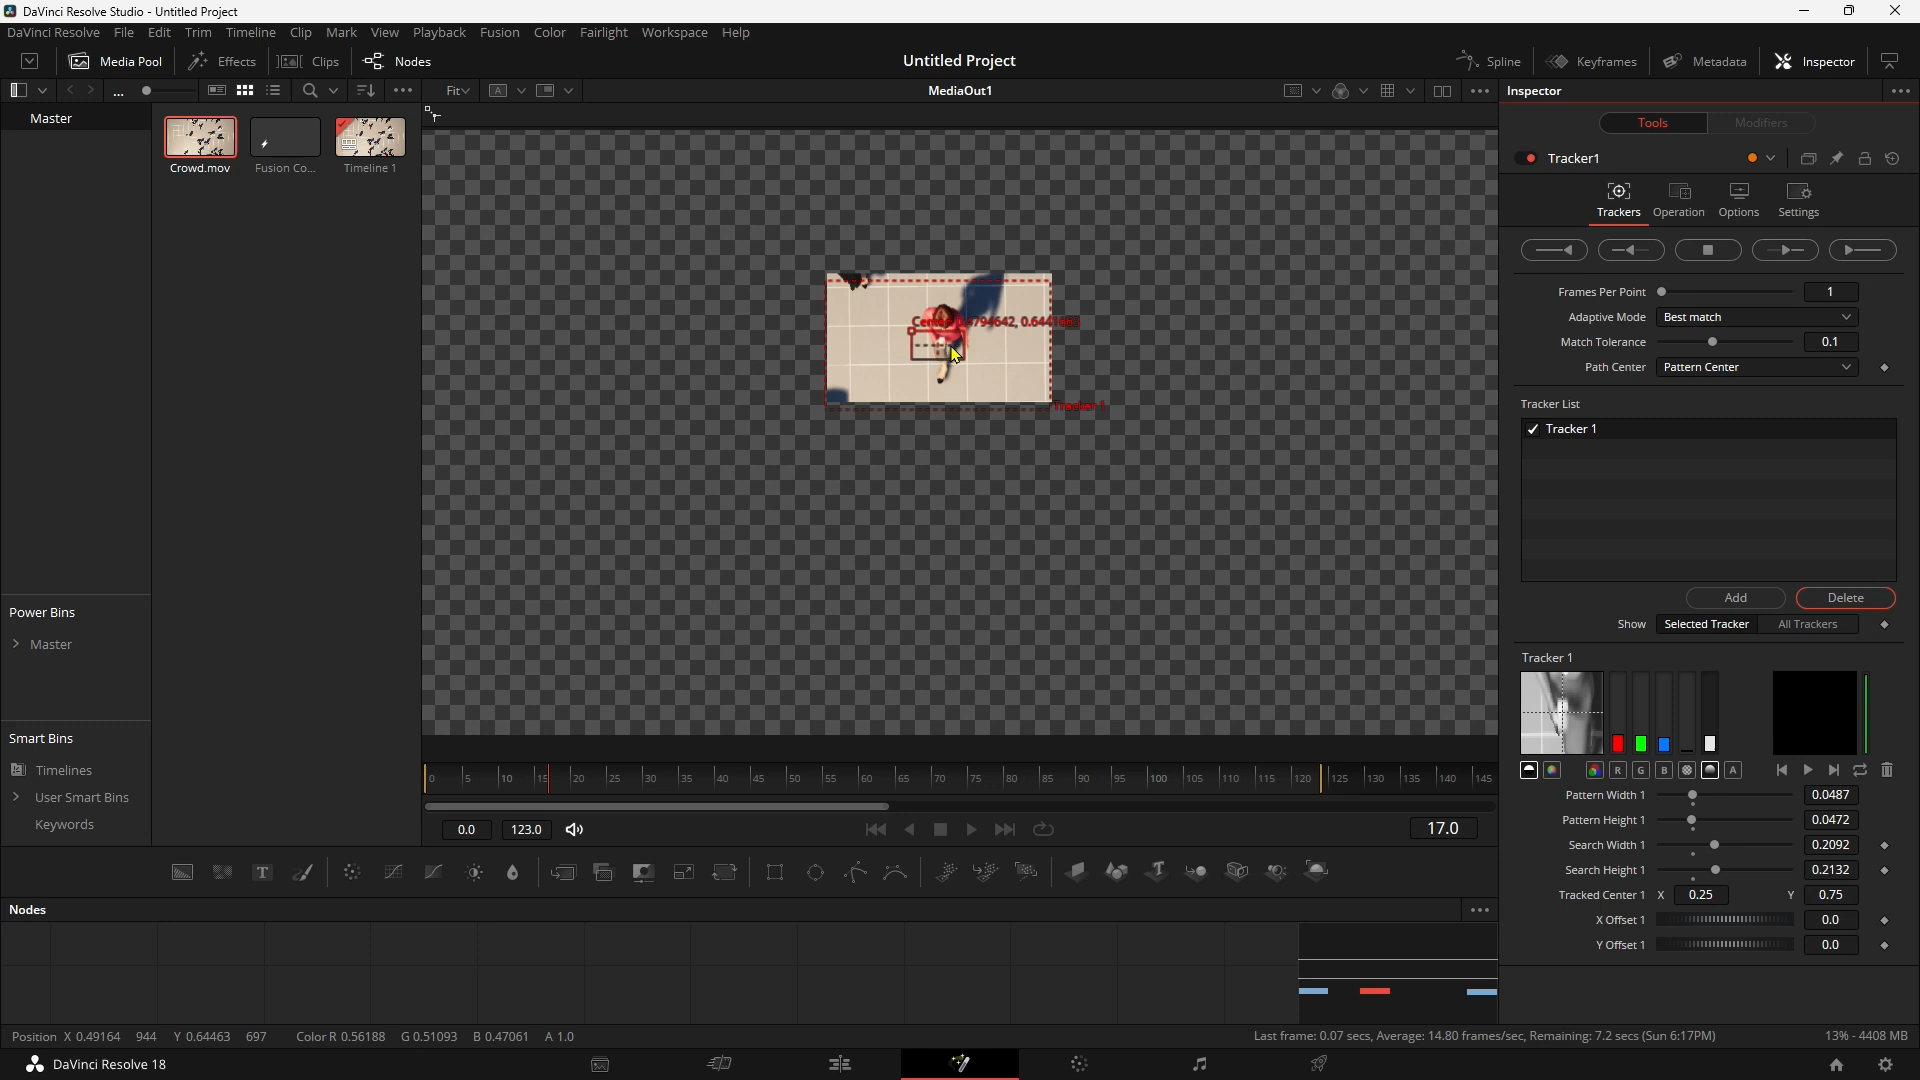 DaVinci Resolve Studio - Untitled Project
DaVinci Resolve File Edit Trim Timeline Clip Mark View Playback Fusion Color Fairlight Workspace Help
Media Pool Effects Clips Nodes Untitled Project Spline Keyframes Metadata Inspector
... Fit A MediaOut1 Inspector
Master
Crowd.mov Fusion Co... Timeline 1
Tools Modifiers
Tracker1
Trackers Operation Options Settings
Frames Per Point 1
Adaptive Mode Best match
Match Tolerance 0.1
Path Center Pattern Center
Tracker List
Tracker 1
Tracker 1
Add Delete
Show Selected Tracker All Trackers
Power Bins
Master
Tracker 1
R G B A
Smart Bins
Timelines
User Smart Bins
Keywords
0 5 10 15 20 25 30 35 40 45 50 55 60 65 70 75 80 85 90 95 100 105 110 115 120 125 130 135 140 145
0.0 123.0 17.0
Pattern Width 1 0.0487
Pattern Height 1 0.0472
Search Width 1 0.2092
Search Height 1 0.2132
Tracked Center 1 X 0.25 Y 0.75
X Offset 1 0.0
Y Offset 1 0.0
T T
Nodes
Position X 0.49164 944 Y 0.64463 697 Color R 0.56188 G 0.51093 B 0.47061 A 1.0
Last frame: 0.07 secs, Average: 14.80 frames/sec, Remaining: 7.2 secs (Sun 6:17PM) 13% - 4408 MB
DaVinci Resolve 18